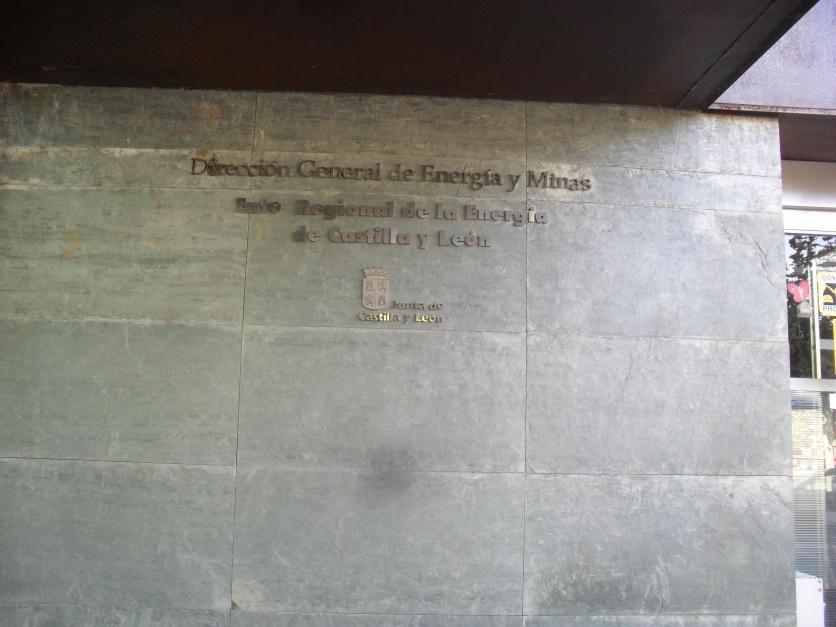 Dirección General de Energía y Minas
Ente Regional de la Energía
de Castilla y León
Junta de
Castilla y León